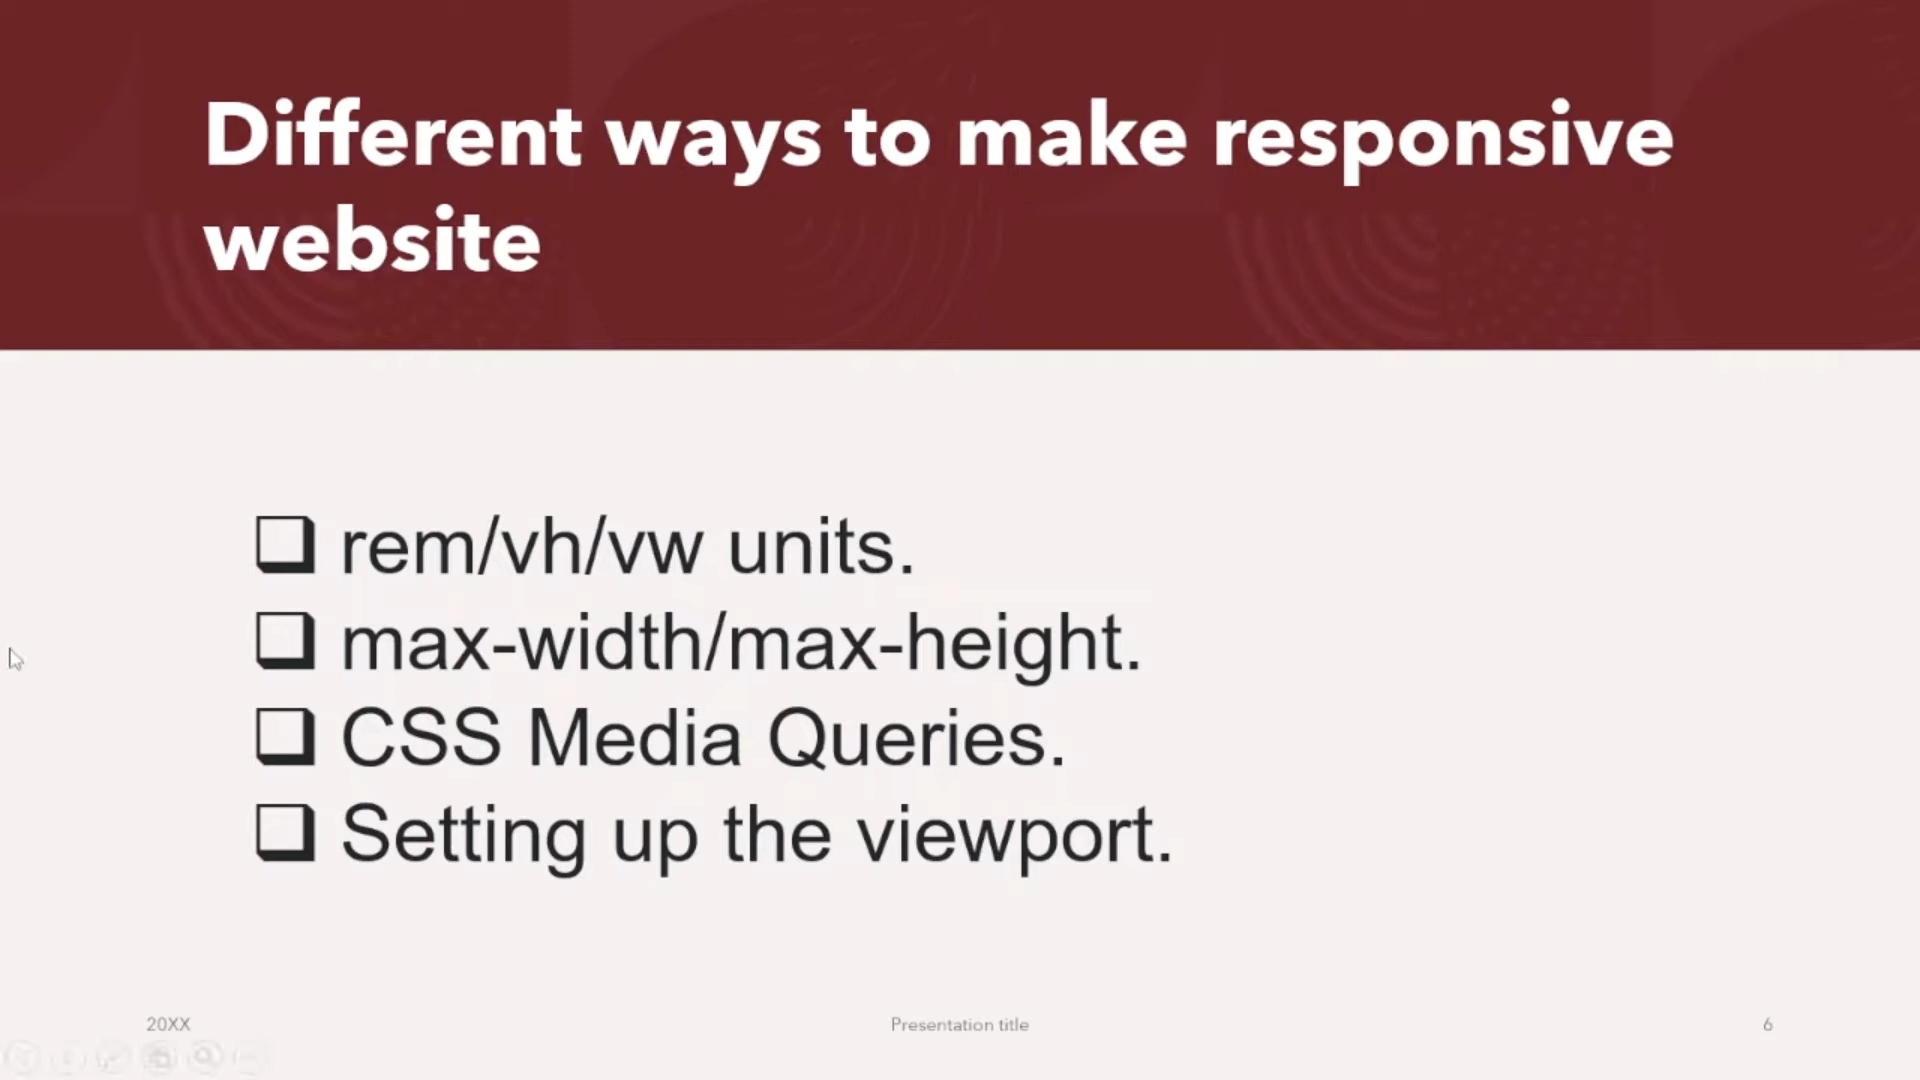 Different ways to make responsive
website
❑ rem/vh/vw units.
❑ max-width/max-height.
❑ CSS Media Queries.
❑ Setting up the viewport.
20XX
Presentation title
6